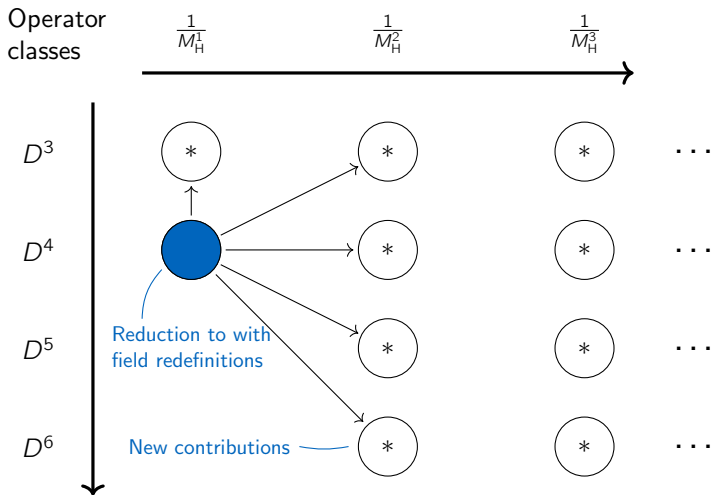 Operator
classes
1/M_H^1 1/M_H^2 1/M_H^3
D^3 * * * ···
D^4 * * ···
Reduction to with
field redefinitions
D^5 * * ···
D^6 New contributions * * ···